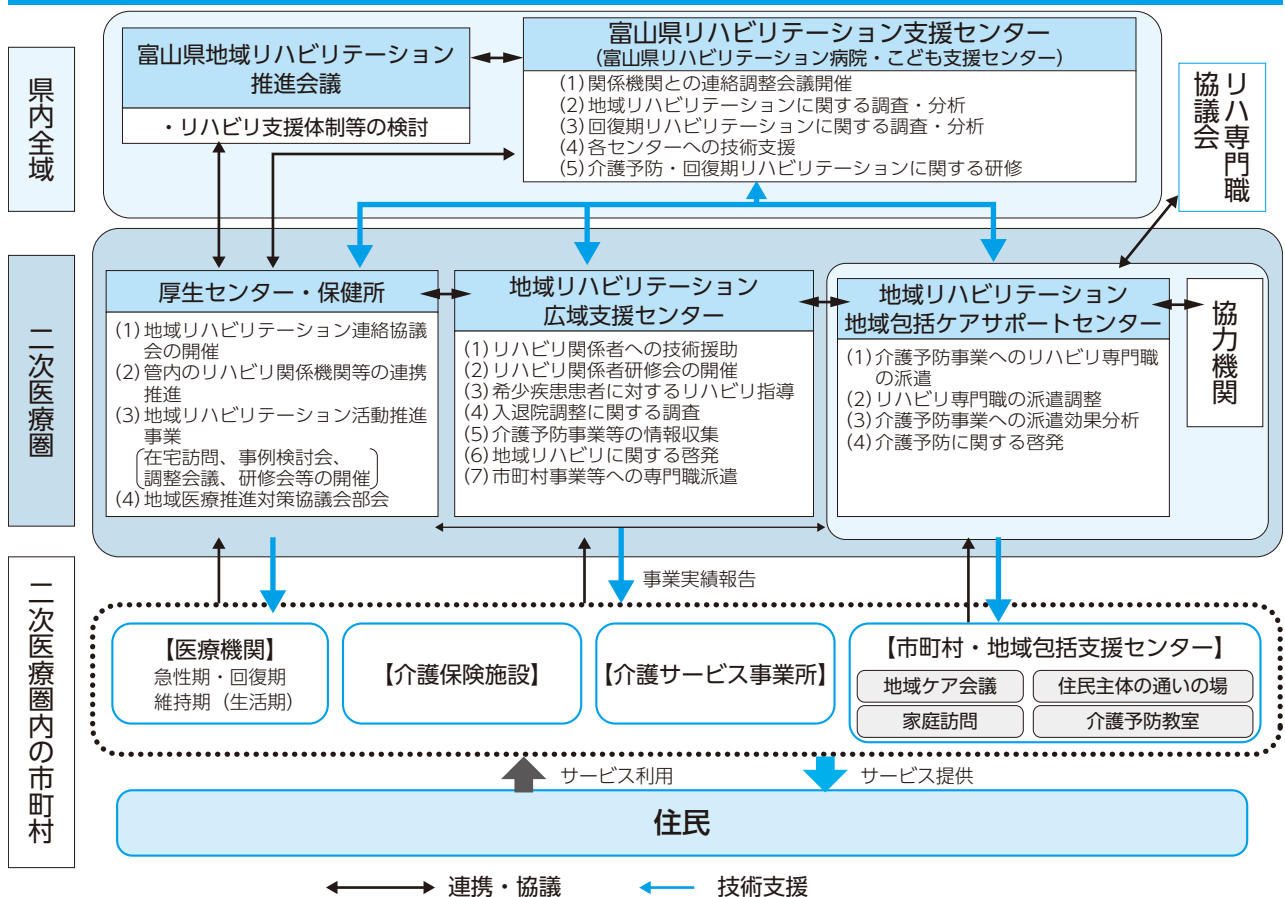 県内全域
富山県地域リハビリテーション
推進会議
・リハビリ支援体制等の検討
富山県リハビリテーション支援センター
(富山県リハビリテーション病院・こども支援センター)
(1)関係機関との連絡調整会議開催
(2)地域リハビリテーションに関する調査・分析
(3)回復期リハビリテーションに関する調査・分析
(4)各センターへの技術支援
(5)介護予防・回復期リハビリテーションに関する研修
リハ専門職
協議会
二次医療圏
厚生センター・保健所
(1)地域リハビリテーション連絡協議
会の開催
(2)管内のリハビリ関係機関等の連携
推進
(3)地域リハビリテーション活動推進
事業
在宅訪問、事例検討会、
調整会議、研修会等の開催
(4)地域医療推進対策協議会部会
地域リハビリテーション
広域支援センター
(1)リハビリ関係者への技術援助
(2)リハビリ関係者研修会の開催
(3)希少疾患患者に対するリハビリ指導
(4)入退院調整に関する調査
(5)介護予防事業等の情報収集
(6)地域リハビリに関する啓発
(7)市町村事業等への専門職派遣
地域リハビリテーション
地域包括ケアサポートセンター
(1)介護予防事業へのリハビリ専門職
の派遣
(2)リハビリ専門職の派遣調整
(3)介護予防事業への派遣効果分析
(4)介護予防に関する啓発
協力機関
事業実績報告
二次医療圏内の市町村
【医療機関】
急性期・回復期
維持期(生活期)
【介護保険施設】
【介護サービス事業所】
【市町村・地域包括支援センター】
地域ケア会議
住民主体の通いの場
家庭訪問
介護予防教室
サービス利用
サービス提供
住民
連携・協議
技術支援